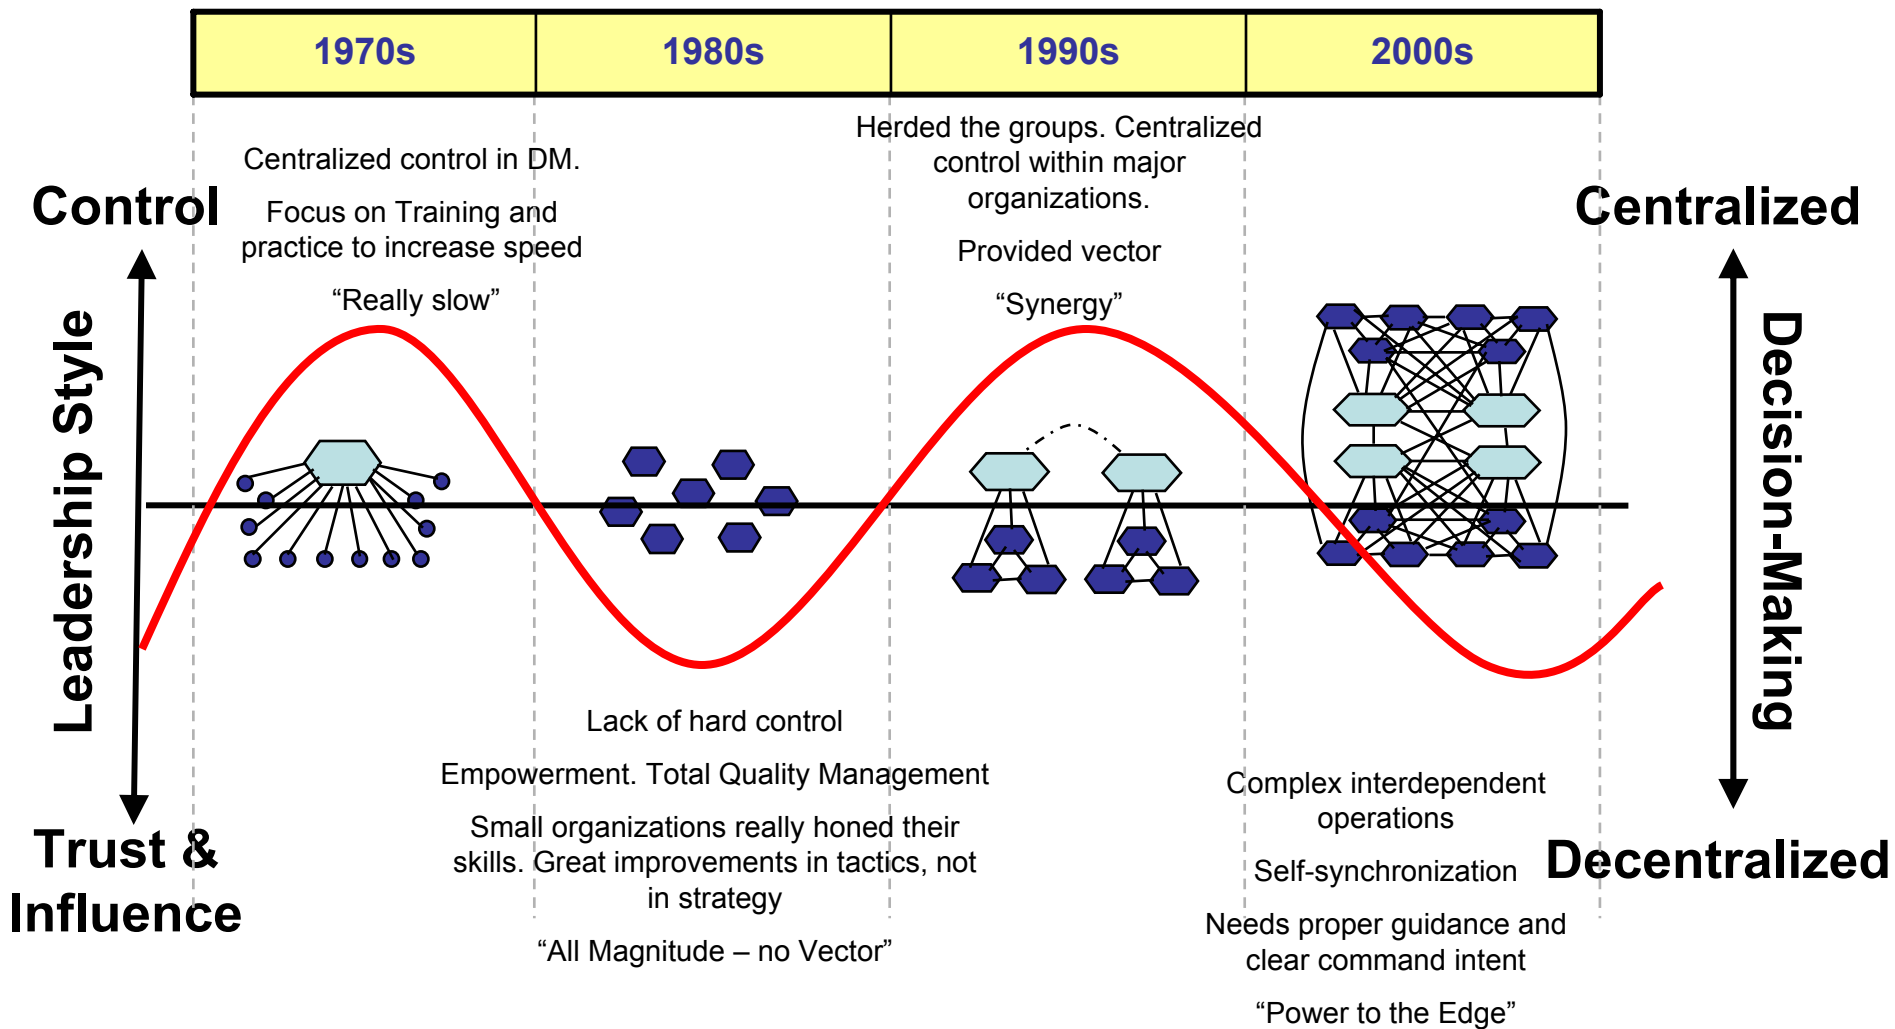 1970s
1980s
1990s
2000s
Centralized control in DM.
Focus on Training and
practice to increase speed
“Really slow”
Herded the groups. Centralized
control within major
organizations.
Provided vector
“Synergy”
Control
Leadership Style
Trust &
Influence
Centralized
Decision-Making
Decentralized
Lack of hard control
Empowerment. Total Quality Management
Small organizations really honed their
skills. Great improvements in tactics, not
in strategy
“All Magnitude – no Vector”
Complex interdependent
operations
Self-synchronization
Needs proper guidance and
clear command intent
“Power to the Edge”